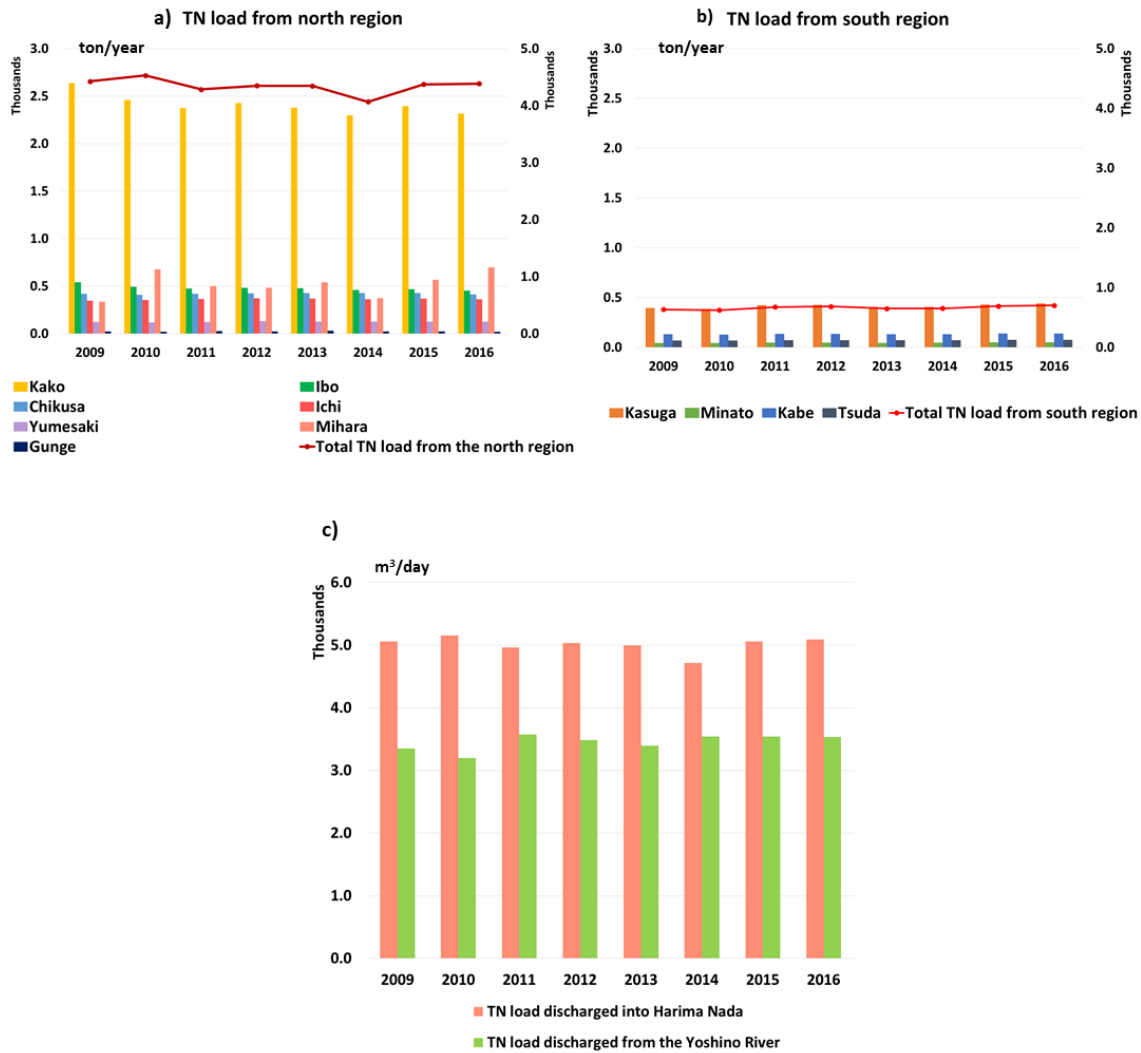 a) TN load from north region
ton/year
Thousands
3.0
2.5
2.0
1.5
1.0
0.5
0.0
5.0
4.0
3.0
2.0
1.0
0.0
Thousands
2009 2010 2011 2012 2013 2014 2015 2016
Kako Ibo
Chikusa Ichi
Yumesaki Mihara
Gunge Total TN load from the north region
b) TN load from south region
ton/year
Thousands
3.0
2.5
2.0
1.5
1.0
0.5
0.0
5.0
4.0
3.0
2.0
1.0
0.0
Thousands
2009 2010 2011 2012 2013 2014 2015 2016
Kasuga Minato Kabe Tsuda Total TN load from south region
c)
m³/day
Thousands
6.0
5.0
4.0
3.0
2.0
1.0
0.0
2009 2010 2011 2012 2013 2014 2015 2016
TN load discharged into Harima Nada
TN load discharged from the Yoshino River